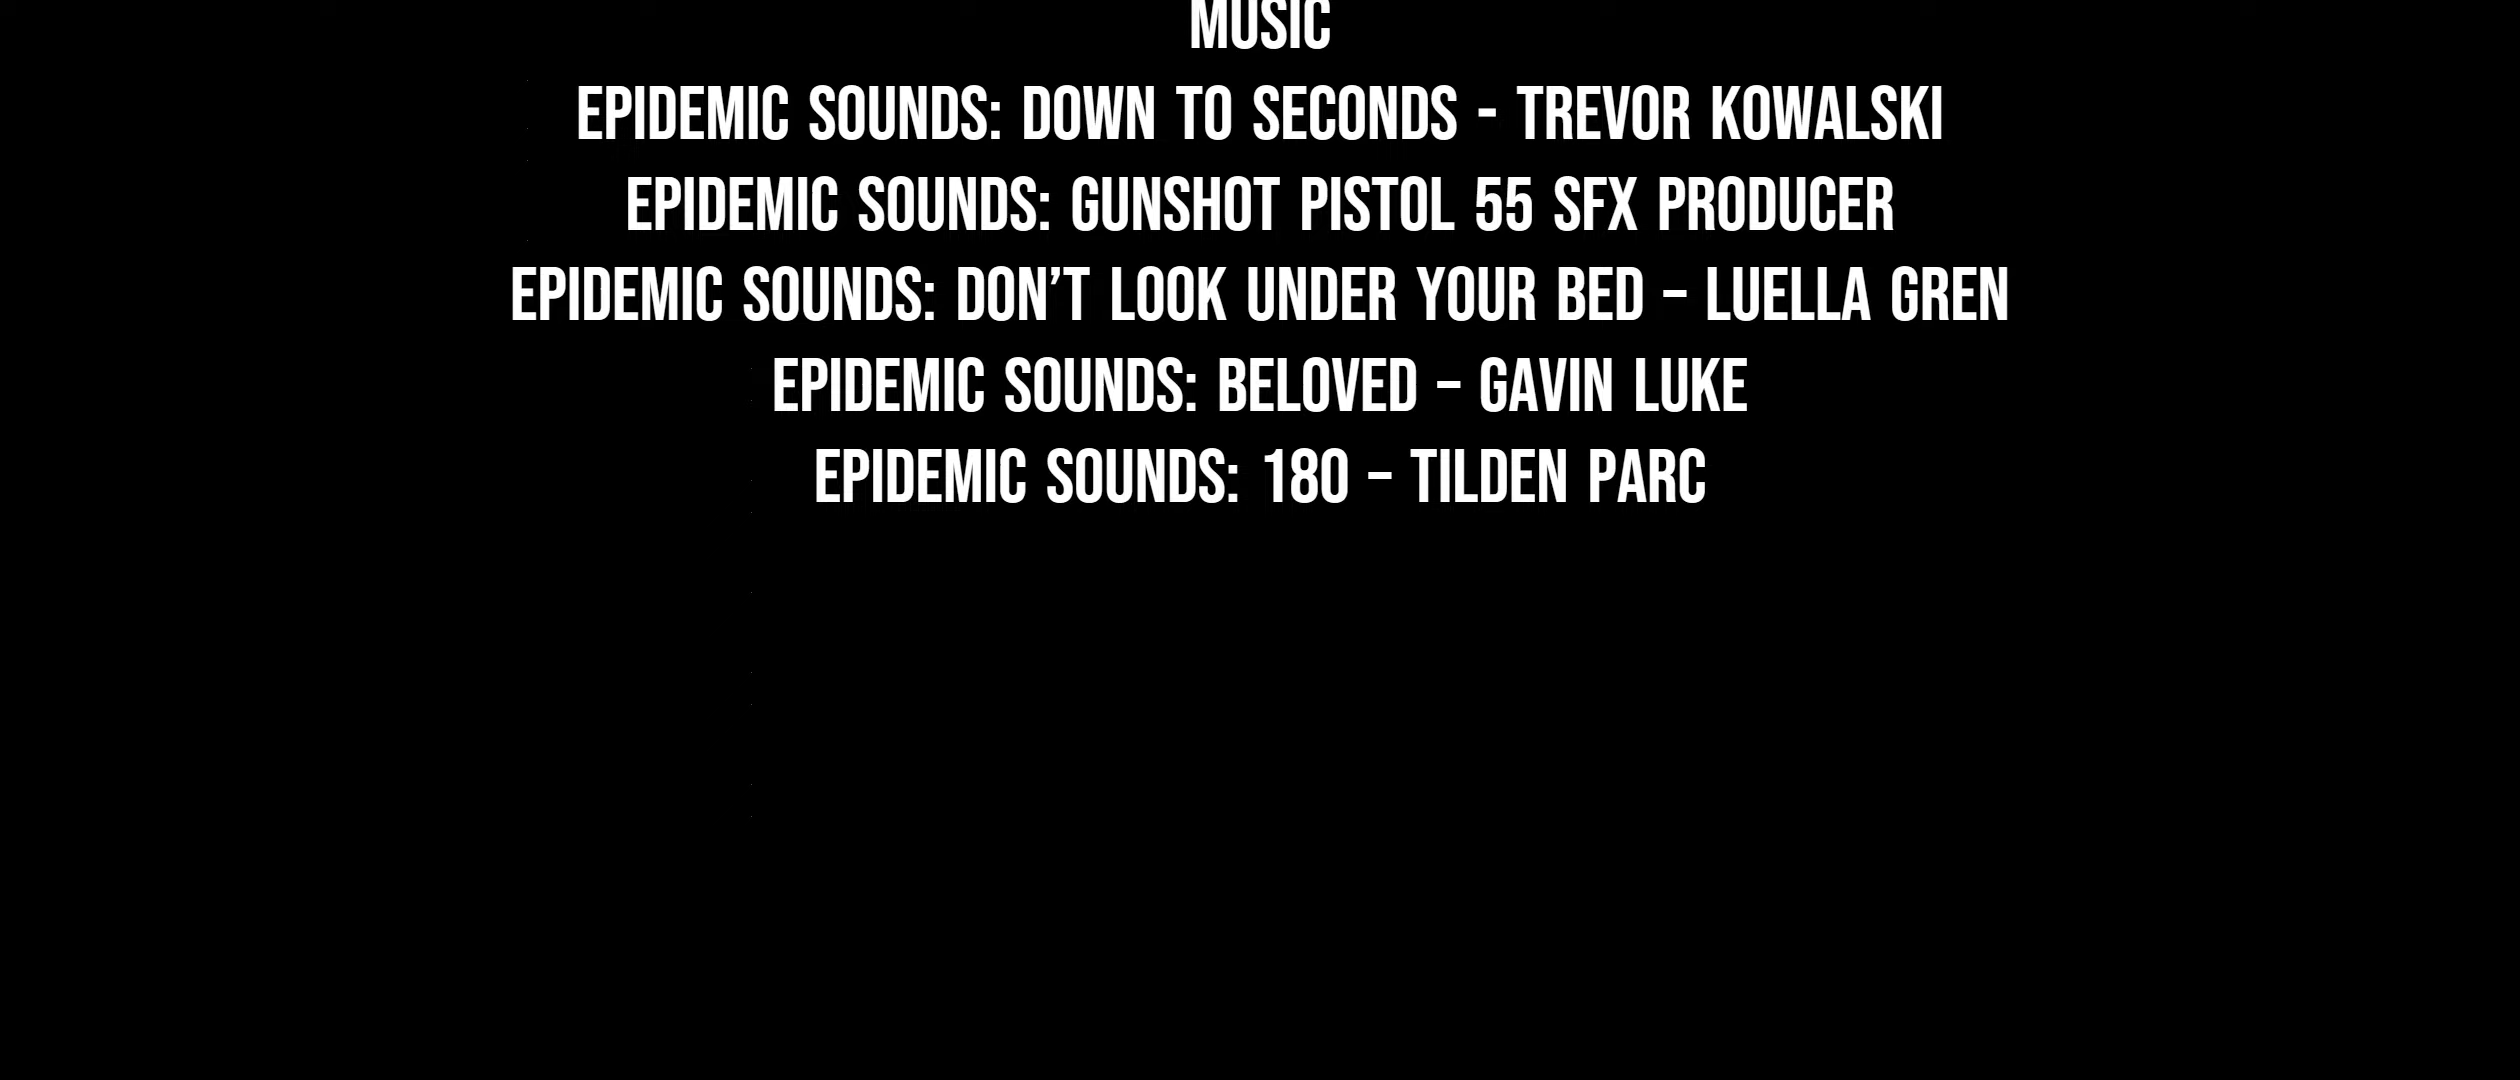 MUSIC
EPIDEMIC SOUNDS: DOWN TO SECONDS - TREVOR KOWALSKI
EPIDEMIC SOUNDS: GUNSHOT PISTOL 55 SFX PRODUCER
EPIDEMIC SOUNDS: DON’T LOOK UNDER YOUR BED – LUELLA GREN
EPIDEMIC SOUNDS: BELOVED – GAVIN LUKE
EPIDEMIC SOUNDS: 180 – TILDEN PARC